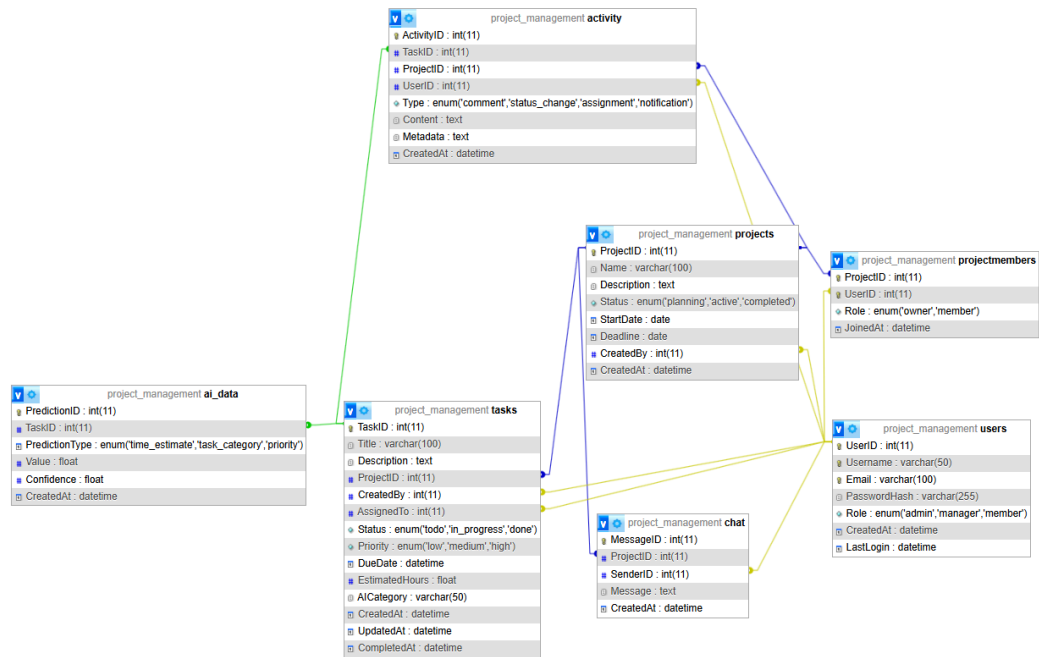 project_management activity
ActivityID : int(11)
TaskID : int(11)
ProjectID : int(11)
UserID : int(11)
Type : enum('comment','status_change','assignment','notification')
Content : text
Metadata : text
CreatedAt : datetime
project_management projects
ProjectID : int(11)
Name : varchar(100)
Description : text
Status : enum('planning','active','completed')
StartDate : date
Deadline : date
CreatedBy : int(11)
CreatedAt : datetime
project_management projectmembers
ProjectID : int(11)
UserID : int(11)
Role : enum('owner','member')
JoinedAt : datetime
project_management ai_data
PredictionID : int(11)
TaskID : int(11)
PredictionType : enum('time_estimate','task_category','priority')
Value : float
Confidence : float
CreatedAt : datetime
project_management tasks
TaskID : int(11)
Title : varchar(100)
Description : text
ProjectID : int(11)
CreatedBy : int(11)
AssignedTo : int(11)
Status : enum('todo','in_progress','done')
Priority : enum('low','medium','high')
DueDate : datetime
EstimatedHours : float
AICategory : varchar(50)
CreatedAt : datetime
UpdatedAt : datetime
CompletedAt : datetime
project_management users
UserID : int(11)
Username : varchar(50)
Email : varchar(100)
PasswordHash : varchar(255)
Role : enum('admin','manager','member')
CreatedAt : datetime
LastLogin : datetime
project_management chat
MessageID : int(11)
ProjectID : int(11)
SenderID : int(11)
Message : text
CreatedAt : datetime